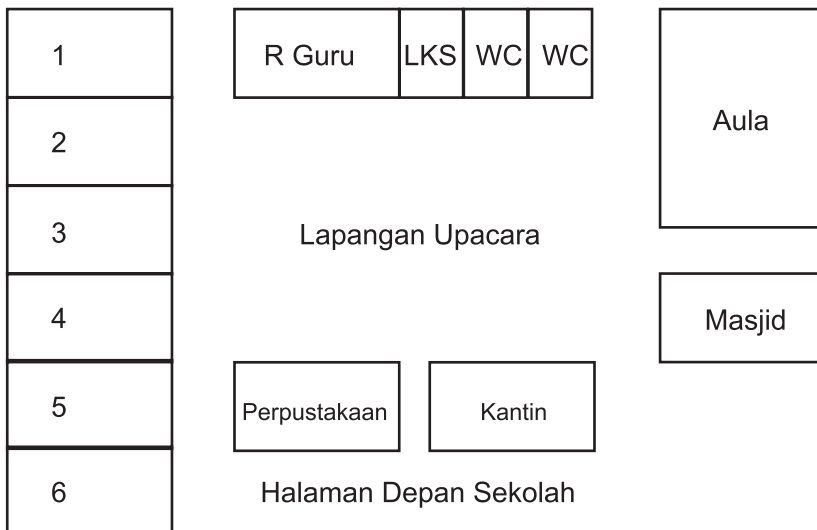 1
2
3
4
5
6
R Guru
LKS
WC
WC
Aula
Lapangan Upacara
Masjid
Perpustakaan
Kantin
Halaman Depan Sekolah